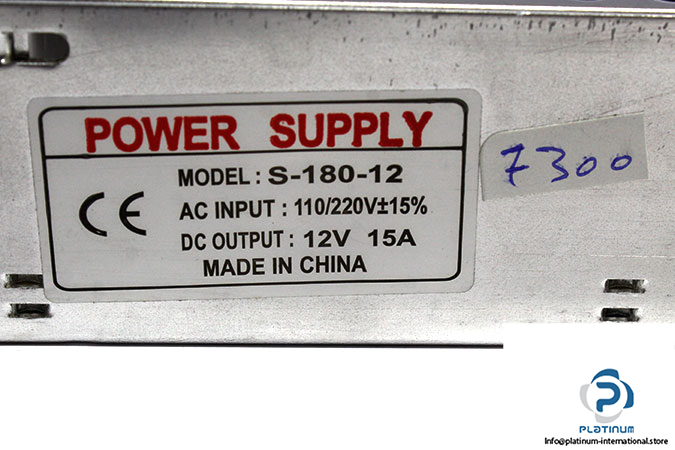 POWER SUPPLY
MODEL : S-180-12
AC INPUT : 110/220V±15%
DC OUTPUT : 12V 15A
MADE IN CHINA
CE
7300
P
PLATINUM
Info@platinum-international.store